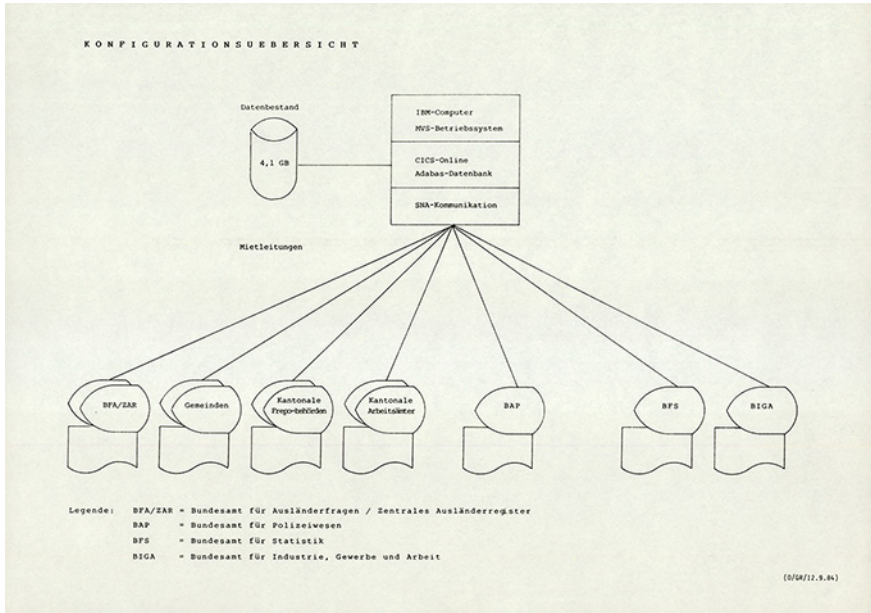 KONFIGURATIONSUEBERSICHT
Datenbestand
4,1 GB
IBM-Computer
MVS-Betriebssystem
CICS-Online
Adabas-Datenbank
SNA-Kommunikation
Mietleitungen
BFA/ZAR
Gemeinden
Kantonale
Frepo-behörden
Kantonale
Arbeitsämter
BAP
BFS
BIGA
Legende: BFA/ZAR = Bundesamt für Ausländerfragen / Zentrales Ausländerregister
BAP = Bundesamt für Polizeiwesen
BFS = Bundesamt für Statistik
BIGA = Bundesamt für Industrie, Gewerbe und Arbeit
(O/GR/12.9.84)